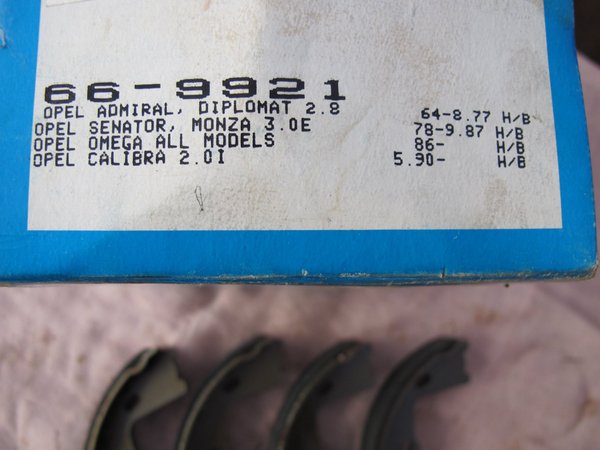 66-9921
OPEL ADMIRAL, DIPLOMAT 2.8 64-8.77 H/B
OPEL SENATOR, MONZA 3.0E 78-9.87 H/B
OPEL OMEGA ALL MODELS 86- H/B
OPEL CALIBRA 2.0I 5.90- H/B